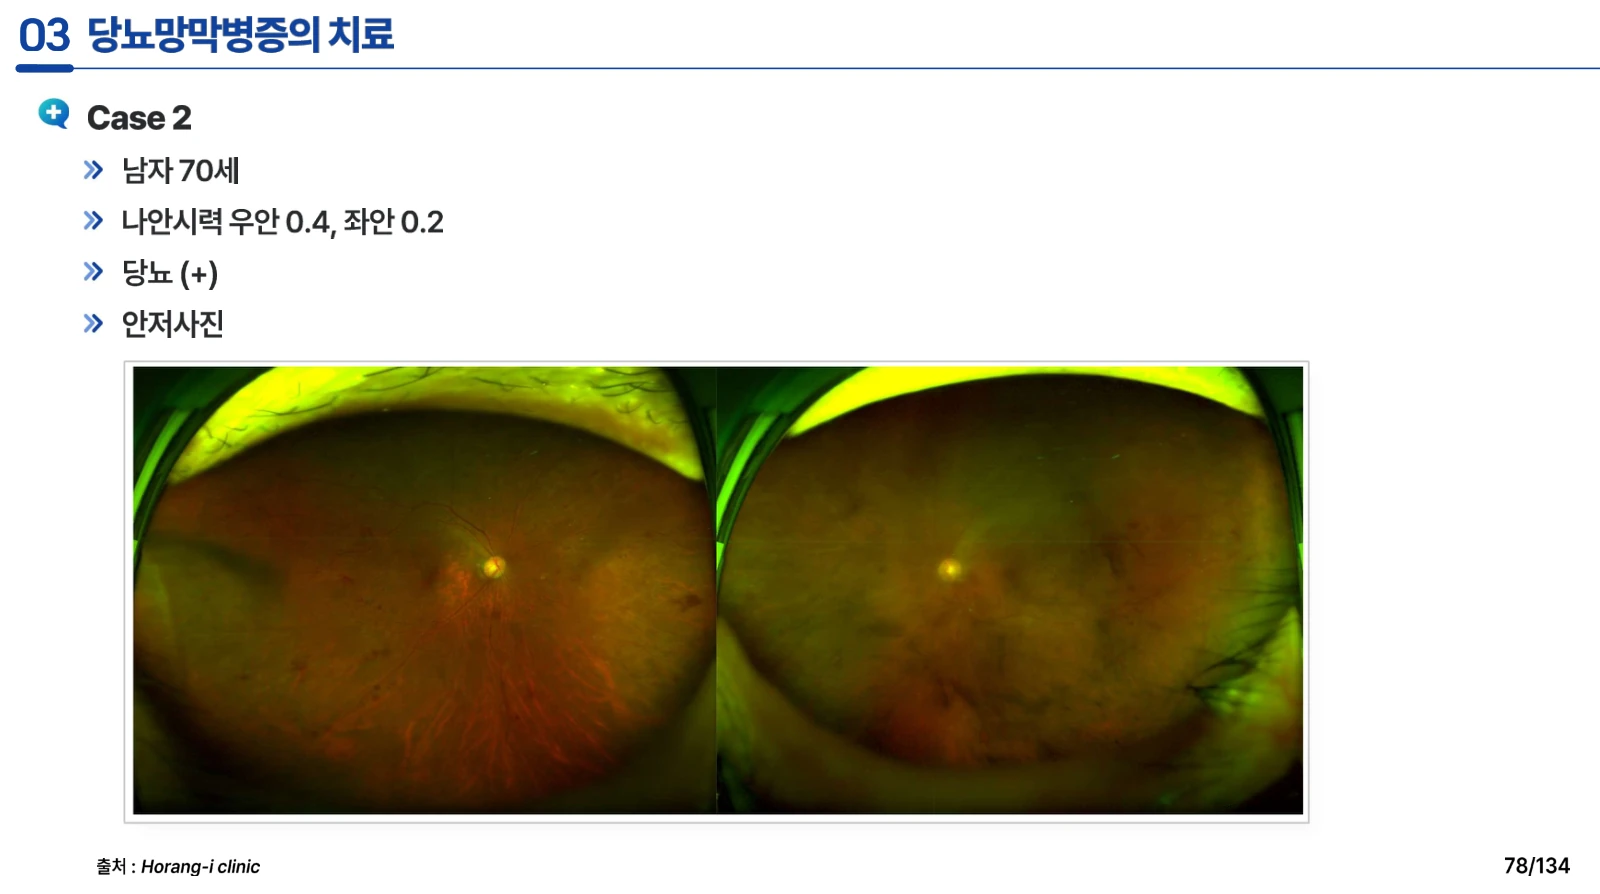 03 당뇨망막병증의 치료
Case 2
남자 70세
나안시력 우안 0.4, 좌안 0.2
당뇨 (+)
안저사진
출처 : Horang-i clinic
78/134